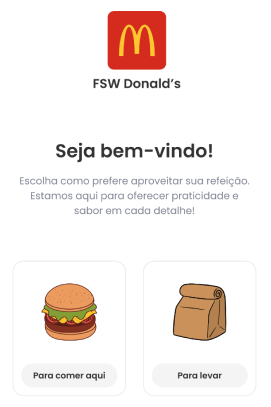 FSW Donald’s
Seja bem-vindo!
Escolha como prefere aproveitar sua refeição.
Estamos aqui para oferecer praticidade e
sabor em cada detalhe!
Para comer aqui
Para levar